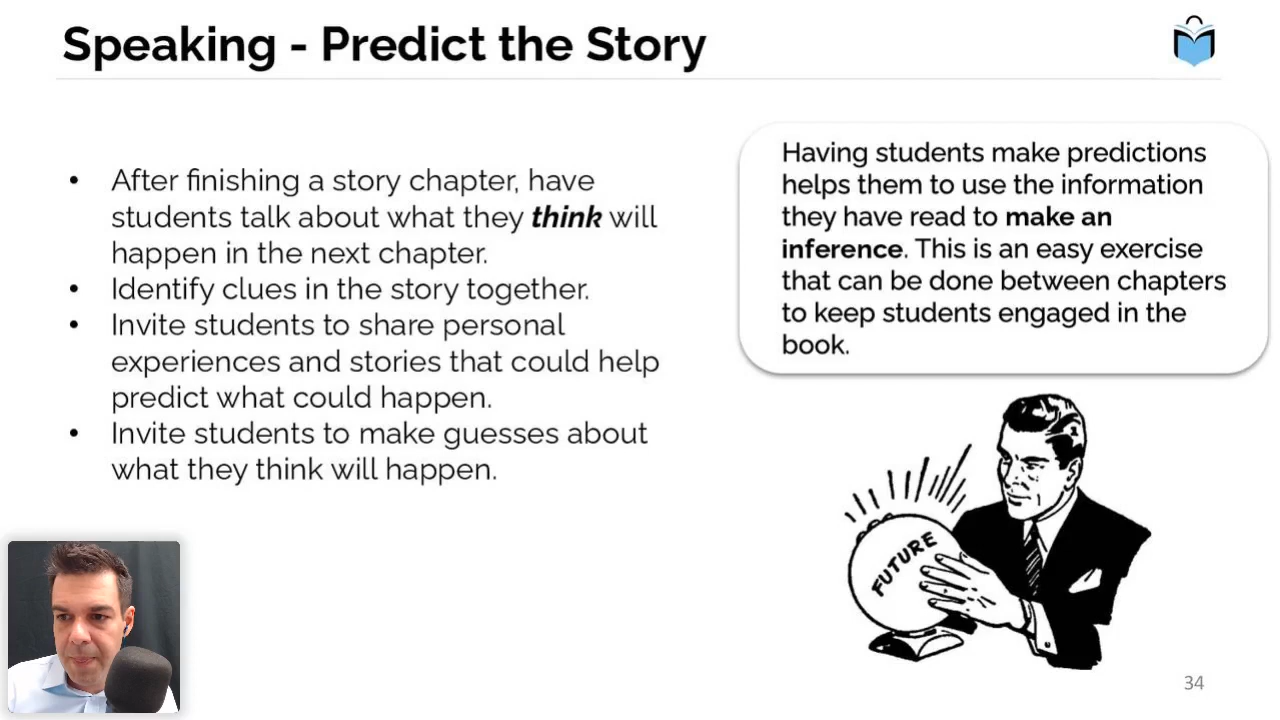 Speaking - Predict the Story
• After finishing a story chapter, have
students talk about what they think will
happen in the next chapter.
• Identify clues in the story together.
• Invite students to share personal
experiences and stories that could help
predict what could happen.
• Invite students to make guesses about
what they think will happen.
Having students make predictions
helps them to use the information
they have read to make an
inference. This is an easy exercise
that can be done between chapters
to keep students engaged in the
book.
FUTURE
34